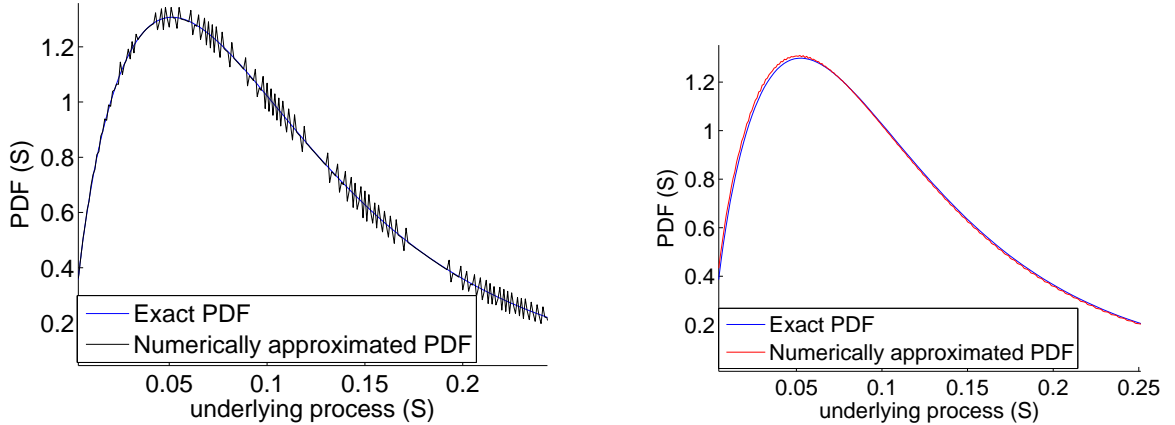 1.2
1
0.8
0.6
0.4
0.2
PDF (S)
Exact PDF
Numerically approximated PDF
0.05
0.1
0.15
0.2
underlying process (S)
1.2
1
0.8
0.6
0.4
0.2
PDF (S)
Exact PDF
Numerically approximated PDF
0.05
0.1
0.15
0.2
0.25
underlying process (S)